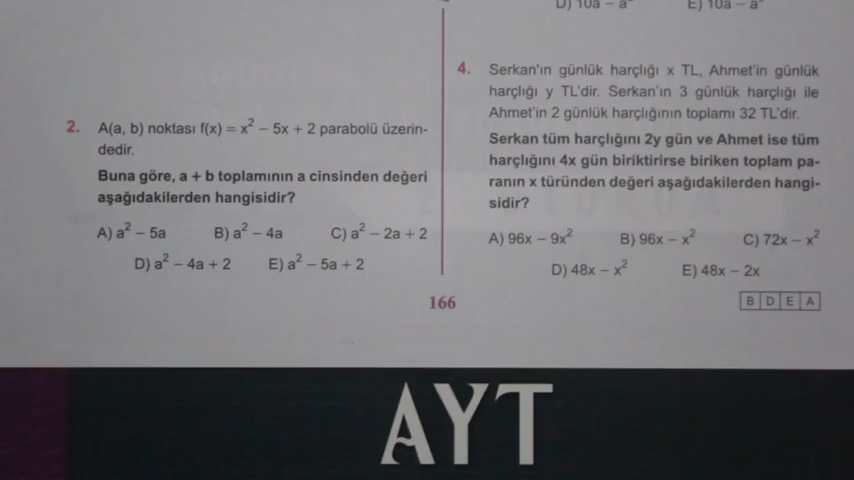 D) 10a – a
E) 10a – a
2. A(a, b) noktası f(x) = x² – 5x + 2 parabolü üzerin-
dedir.
Buna göre, a + b toplamının a cinsinden değeri
aşağıdakilerden hangisidir?
A) a² – 5a B) a² – 4a C) a² – 2a + 2
D) a² – 4a + 2 E) a² – 5a + 2
4. Serkan'ın günlük harçlığı x TL, Ahmet'in günlük
harçlığı y TL'dir. Serkan'ın 3 günlük harçlığı ile
Ahmet'in 2 günlük harçlığının toplamı 32 TL'dir.
Serkan tüm harçlığını 2y gün ve Ahmet ise tüm
harçlığını 4x gün biriktirirse biriken toplam pa-
ranın x türünden değeri aşağıdakilerden hangi-
sidir?
A) 96x – 9x² B) 96x – x² C) 72x – x²
D) 48x – x² E) 48x – 2x
166
B D E A
AYT